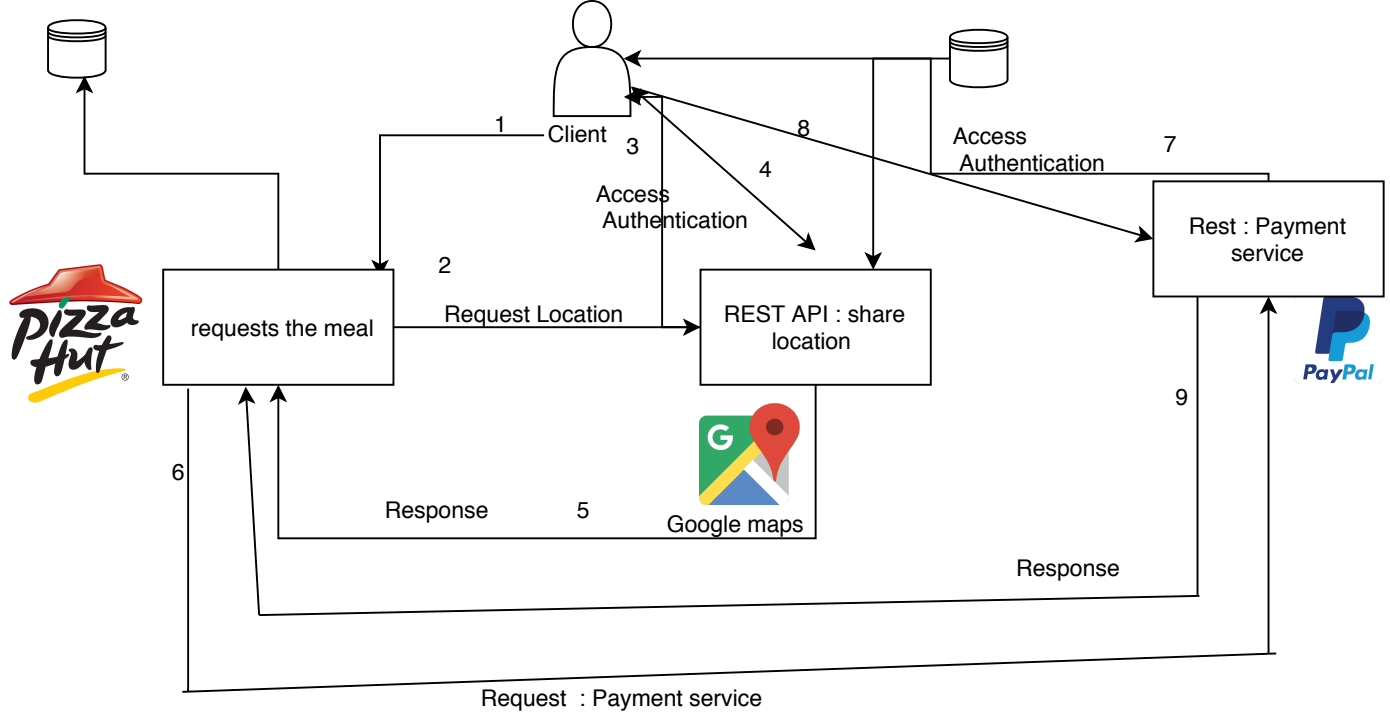 1
Client
3
8
Access
Authentication
7
4
Access
Authentication
Rest : Payment
service
2
Pizza
Hut
®
requests the meal
Request Location
REST API : share
location
PayPal
9
G
6
Response
5
Google maps
Response
Request : Payment service